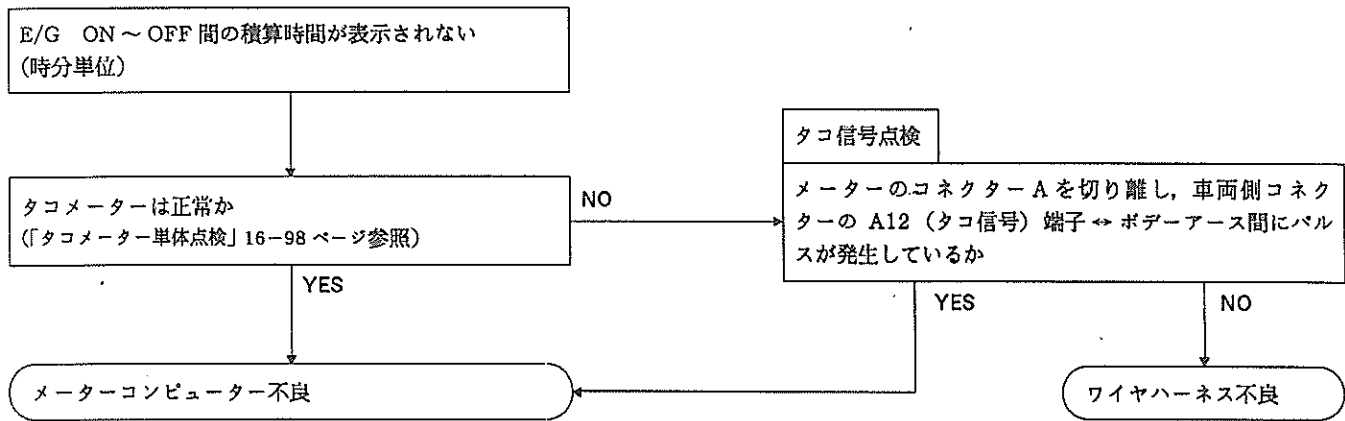 E/G ON ～ OFF 間の積算時間が表示されない
(時分単位)
タコメーターは正常か
(「タコメーター単体点検」16-98 ページ参照)
NO
YES
タコ信号点検
メーターのコネクター A を切り離し，車両側コネク
ターの A12（タコ信号）端子 ↔ ボデーアース間にパル
スが発生しているか
YES
NO
メーターコンピューター不良
ワイヤハーネス不良